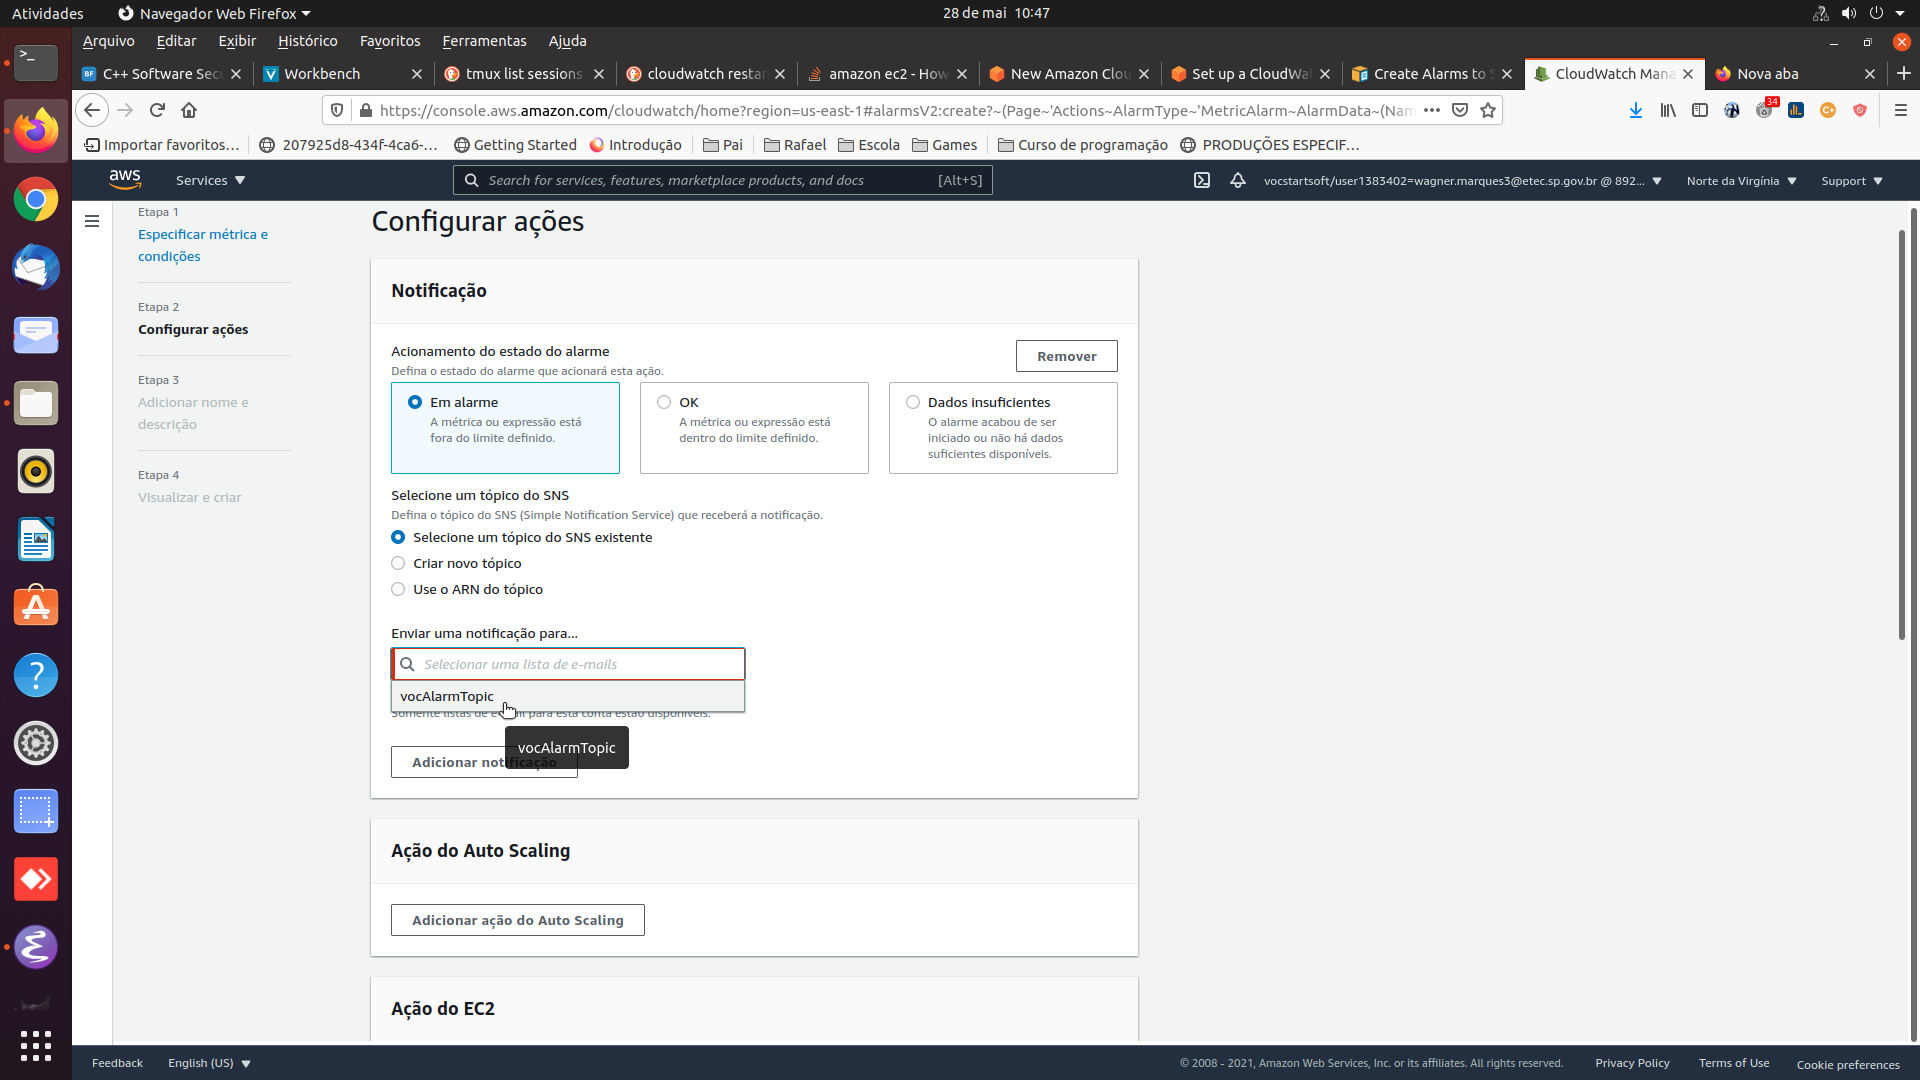 Atividades
Navegador Web Firefox
28 de mai 10:47
Arquivo Editar Exibir Histórico Favoritos Ferramentas Ajuda
C++ Software Sec
Workbench
tmux list sessions
cloudwatch restar
amazon ec2 - How
New Amazon Clou
Set up a CloudWat
Create Alarms to S
CloudWatch Mana
Nova aba
https://console.aws.amazon.com/cloudwatch/home?region=us-east-1#alarmsV2:create?~(Page~'Actions~AlarmType~'MetricAlarm~AlarmData~(Nam
34
Importar favoritos...
207925d8-434f-4ca6-...
Getting Started
Introdução
Pai
Rafael
Escola
Games
Curso de programação
PRODUÇÕES ESPECIF...
aws
Services
Search for services, features, marketplace products, and docs [Alt+S]
vocstartsoft/user1383402=wagner.marques3@etec.sp.gov.br @ 892...
Norte da Virgínia
Support
Etapa 1
Especificar métrica e
condições
Etapa 2
Configurar ações
Etapa 3
Adicionar nome e
descrição
Etapa 4
Visualizar e criar
Configurar ações
Notificação
Acionamento do estado do alarme
Defina o estado do alarme que acionará esta ação.
Remover
Em alarme
A métrica ou expressão está
fora do limite definido.
OK
A métrica ou expressão está
dentro do limite definido.
Dados insuficientes
O alarme acabou de ser
iniciado ou não há dados
suficientes disponíveis.
Selecione um tópico do SNS
Defina o tópico do SNS (Simple Notification Service) que receberá a notificação.
Selecione um tópico do SNS existente
Criar novo tópico
Use o ARN do tópico
Enviar uma notificação para...
Selecionar uma lista de e-mails
vocAlarmTopic
Somente listas de e-mail para esta conta estão disponíveis.
vocAlarmTopic
Adicionar notificação
Ação do Auto Scaling
Adicionar ação do Auto Scaling
Ação do EC2
Feedback
English (US)
© 2008 - 2021, Amazon Web Services, Inc. or its affiliates. All rights reserved.
Privacy Policy
Terms of Use
Cookie preferences